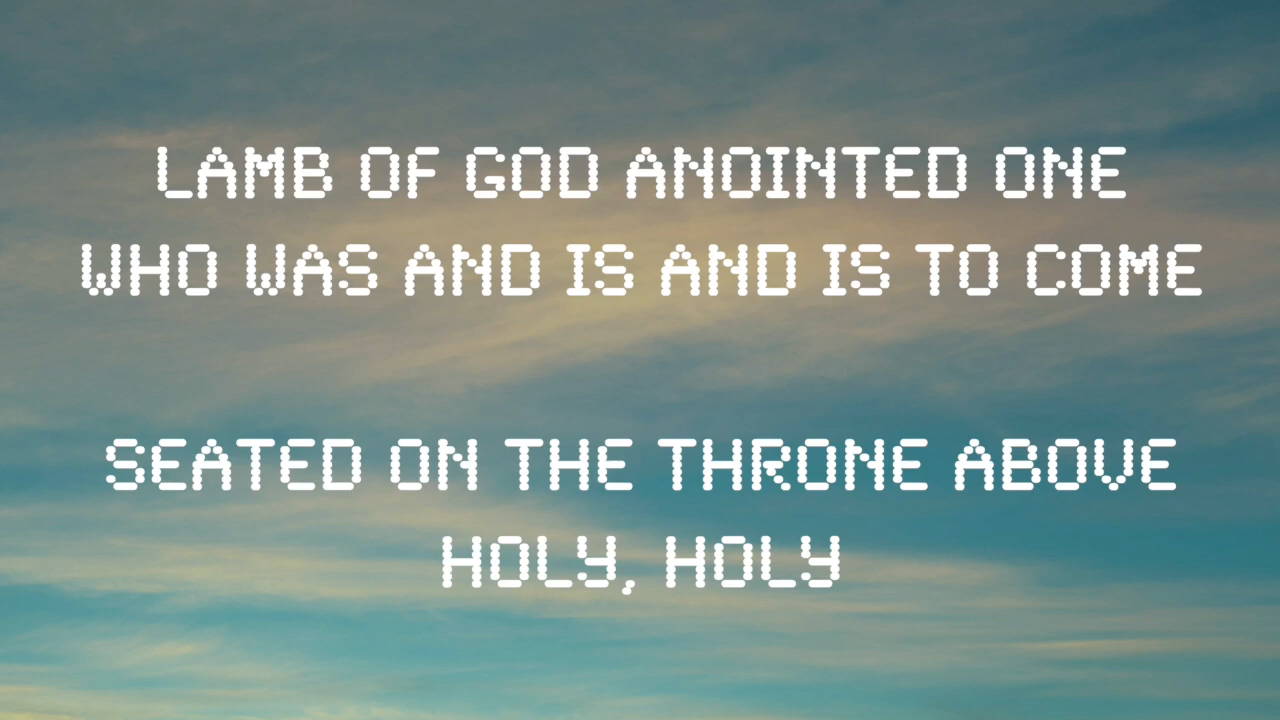 LAMB OF GOD ANOINTED ONE
WHO WAS AND IS AND IS TO COME
SEATED ON THE THRONE ABOVE
HOLY, HOLY